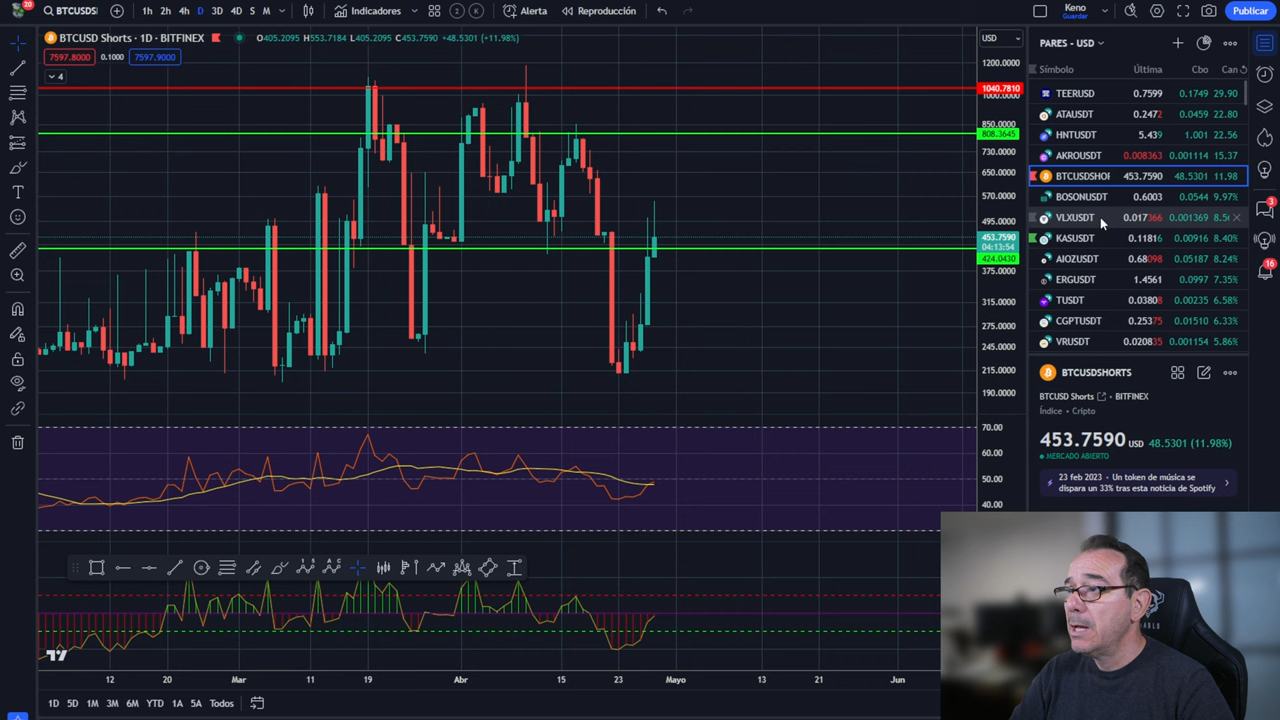 20
BTCUSDS
1h 2h 4h D 3D 4D S M
Indicadores
2 K
Alerta
Reproducción
Keno
Guardar
Publicar
BTCUSD Shorts · 1D · BITFINEX
O405.2095 H553.7184 L405.2095 C453.7590 +48.5301 (+11.98%)
7597.8000 0.1000 7597.9000
4
USD
1200.0000
1040.7810
1000.0000
850.0000
808.3645
730.0000
650.0000
570.0000
495.0000
453.7590
04:13:54
424.0430
375.0000
315.0000
275.0000
245.0000
215.0000
190.0000
70.00
60.00
50.00
40.00
12 20 Mar 11 19 Abr 15 23 Mayo 13 21 Jun
1D 5D 1M 3M 6M YTD 1A 5A Todos
PARES - USD
Símbolo Última Cbo Can
TEERUSD 0.7599 0.1749 29.90
ATAUSDT 0.2472 0.0459 22.80
HNTUSDT 5.439 1.001 22.56
AKROUSDT 0.008363 0.001114 15.37
BTCUSDSHOR 453.7590 48.5301 11.98
BOSONUSDT 0.6003 0.0544 9.97%
VLXUSDT 0.017366 0.001369 8.5
KASUSDT 0.11816 0.00916 8.40%
AIOZUSDT 0.68098 0.05187 8.24%
ERGUSDT 1.4561 0.0997 7.35%
TUSDT 0.03808 0.00235 6.58%
CGPTUSDT 0.25375 0.01510 6.33%
VRUSDT 0.020835 0.001154 5.86%
BTCUSDSHORTS
BTCUSD Shorts · BITFINEX
Índice · Cripto
453.7590 USD 48.5301 (11.98%)
MERCADO ABIERTO
23 feb 2023 · Un token de música se
dispara un 33% tras esta noticia de Spotify
3
16